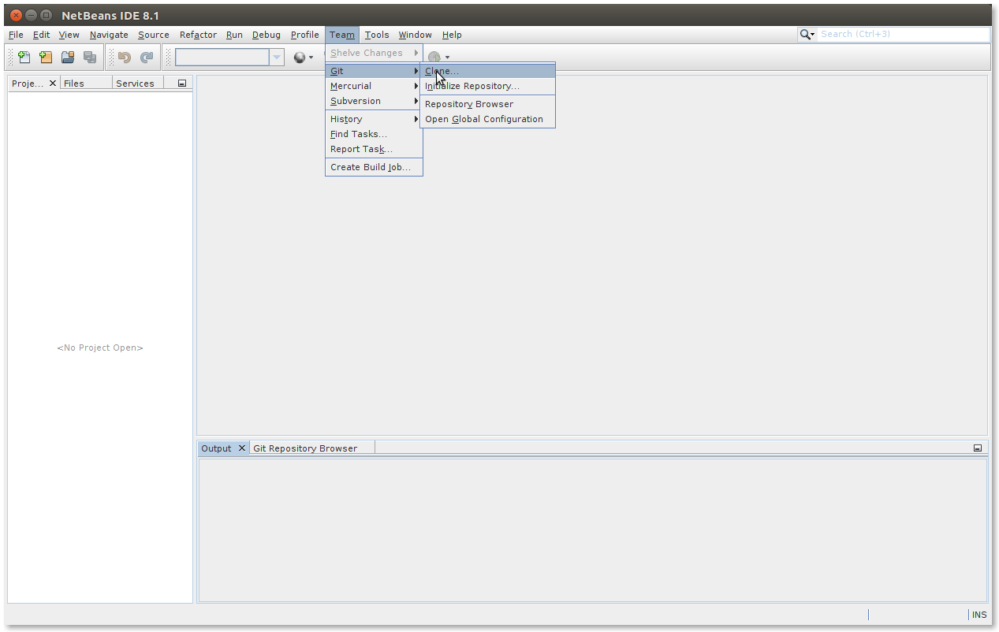 NetBeans IDE 8.1
File Edit View Navigate Source Refactor Run Debug Profile Team Tools Window Help Search (Ctrl+3)
Shelve Changes
Git
Mercurial
Subversion
History
Find Tasks...
Report Task...
Create Build Job...
Clone...
Initialize Repository...
Repository Browser
Open Global Configuration
Proje... Files Services
<No Project Open>
Output Git Repository Browser
INS